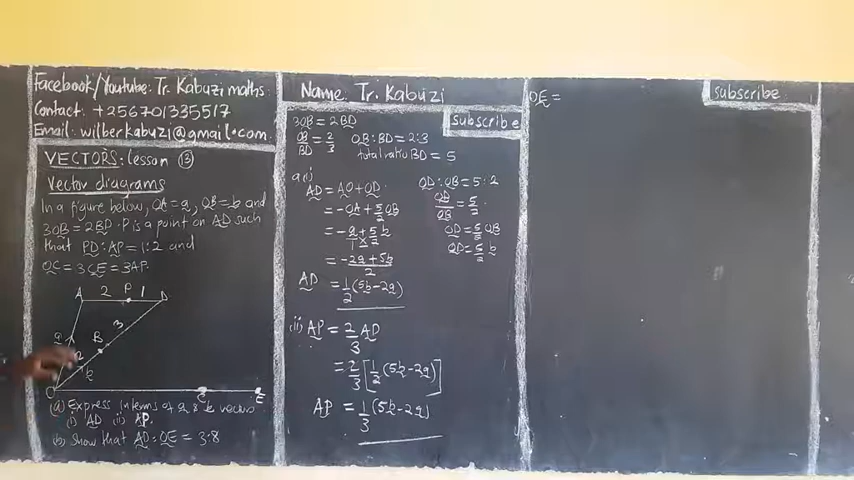 Facebook/Youtube: Tr. Kabuzi maths
Contact: +256701335517
Email: wilberkabuzi@gmail.com
VECTORS: lesson (13)
Vector diagrams
In a figure below, OA = a, OB = b and
3OB = 2BD. P is a point on AD such
that PD:AP = 1:2 and
OC = 3CE = 3AP.
A 2 P 1 D
3
B
a
2
b
O C E
(a) Express interms of a & b vectors
i) AD ii) AP.
(b) Show that AD:OE = 3:8
Name: Tr. Kabuzi
subscribe
3OB = 2BD
OB/BD = 2/3 OB:BD = 2:3
total ratio BD = 5
a(i)
AD = AO + OD.
= -OA + 5/2 OB
= -a/1 + 5/2 b
= -2a + 5b / 2
AD = 1/2 (5b - 2a)
OD:OB = 5:2
OD/OB = 5/2.
OD = 5/2 OB
OD = 5/2 b
(ii) AP = 2/3 AD
= 2/3 [1/2 (5b - 2a)]
AP = 1/3 (5b - 2a)
OE =
subscribe